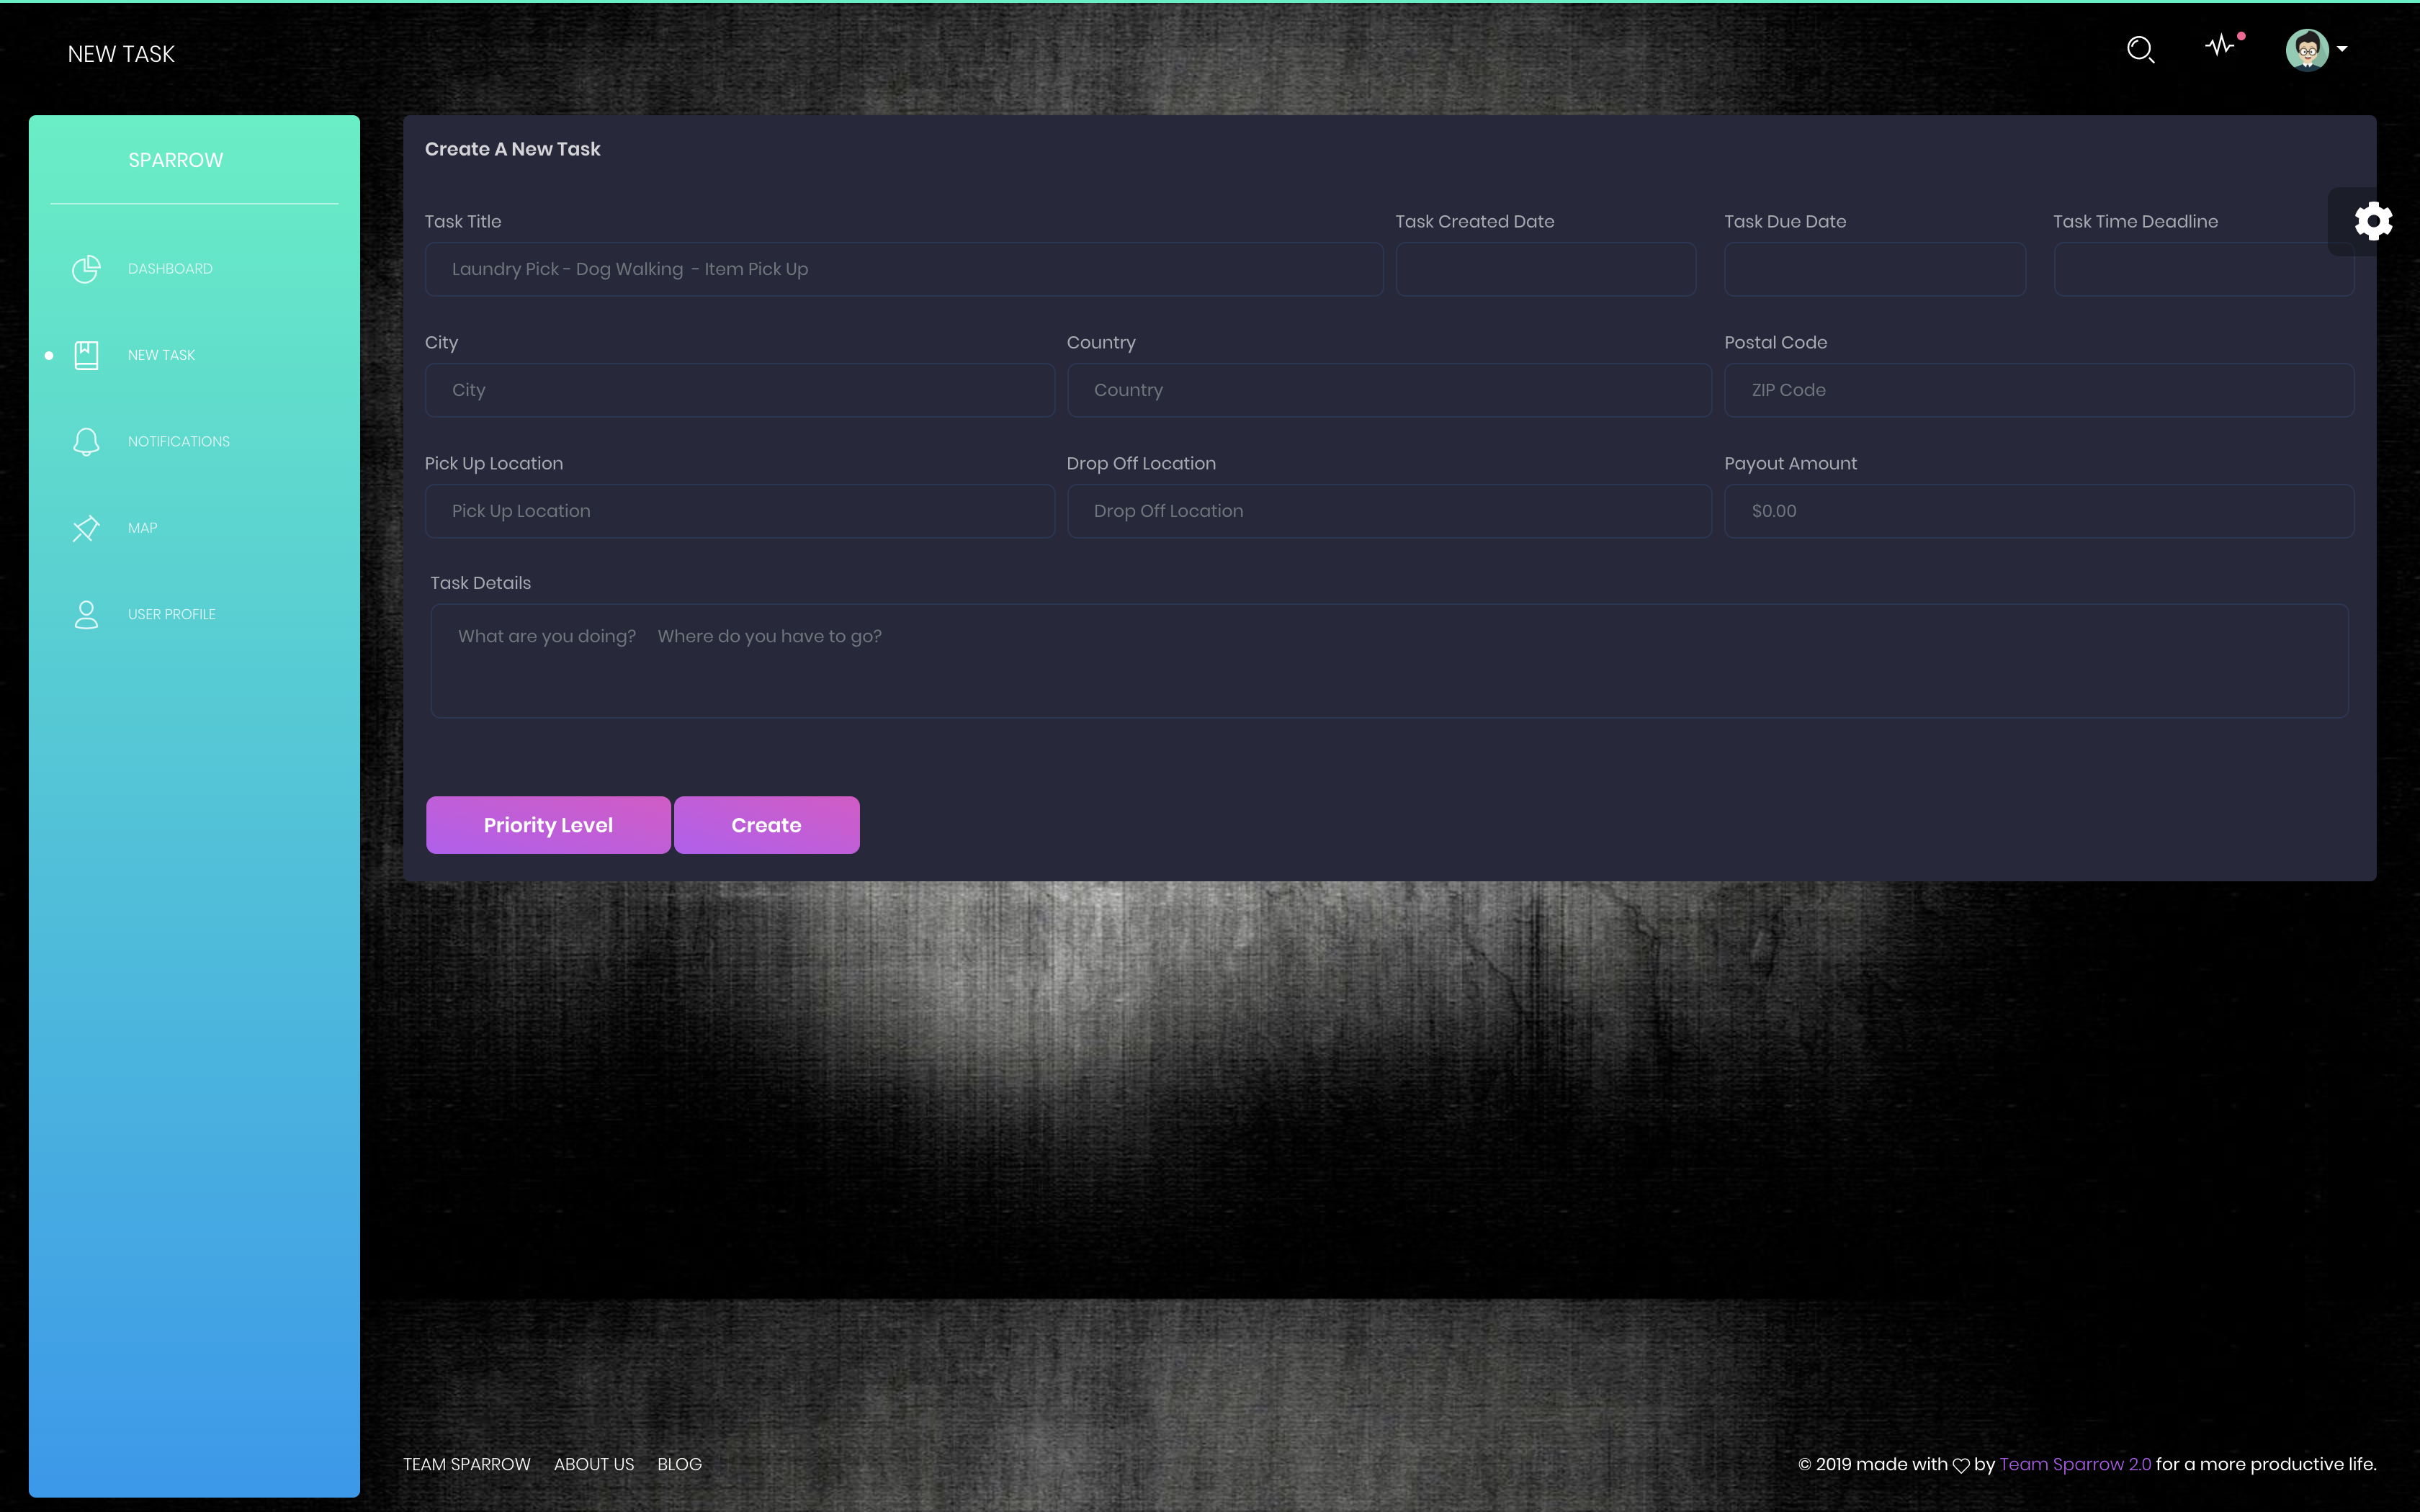 NEW TASK
SPARROW
DASHBOARD
NEW TASK
NOTIFICATIONS
MAP
USER PROFILE
Create A New Task
Task Title
Task Created Date
Task Due Date
Task Time Deadline
Laundry Pick - Dog Walking - Item Pick Up
City
Country
Postal Code
City
Country
ZIP Code
Pick Up Location
Drop Off Location
Payout Amount
Pick Up Location
Drop Off Location
$0.00
Task Details
What are you doing? Where do you have to go?
Priority Level
Create
TEAM SPARROW ABOUT US BLOG
© 2019 made with ♡ by Team Sparrow 2.0 for a more productive life.